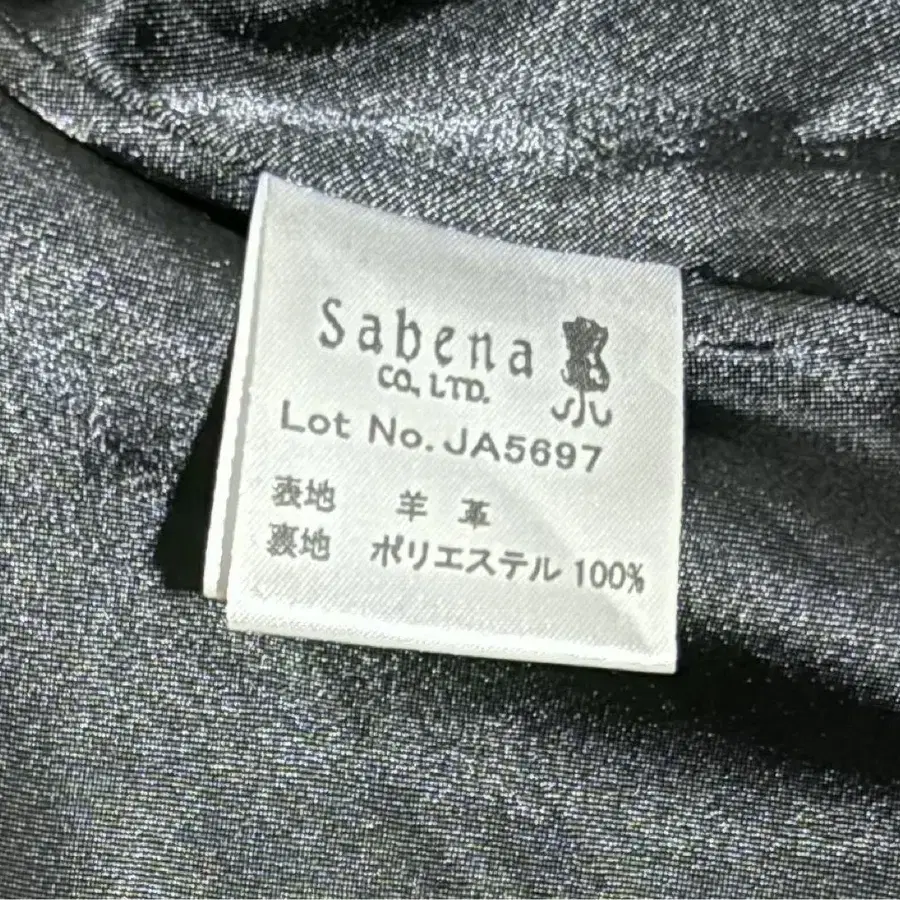 Sabena
CO., LTD.
Lot No. JA5697
表地 羊革
裏地 ポリエステル 100%